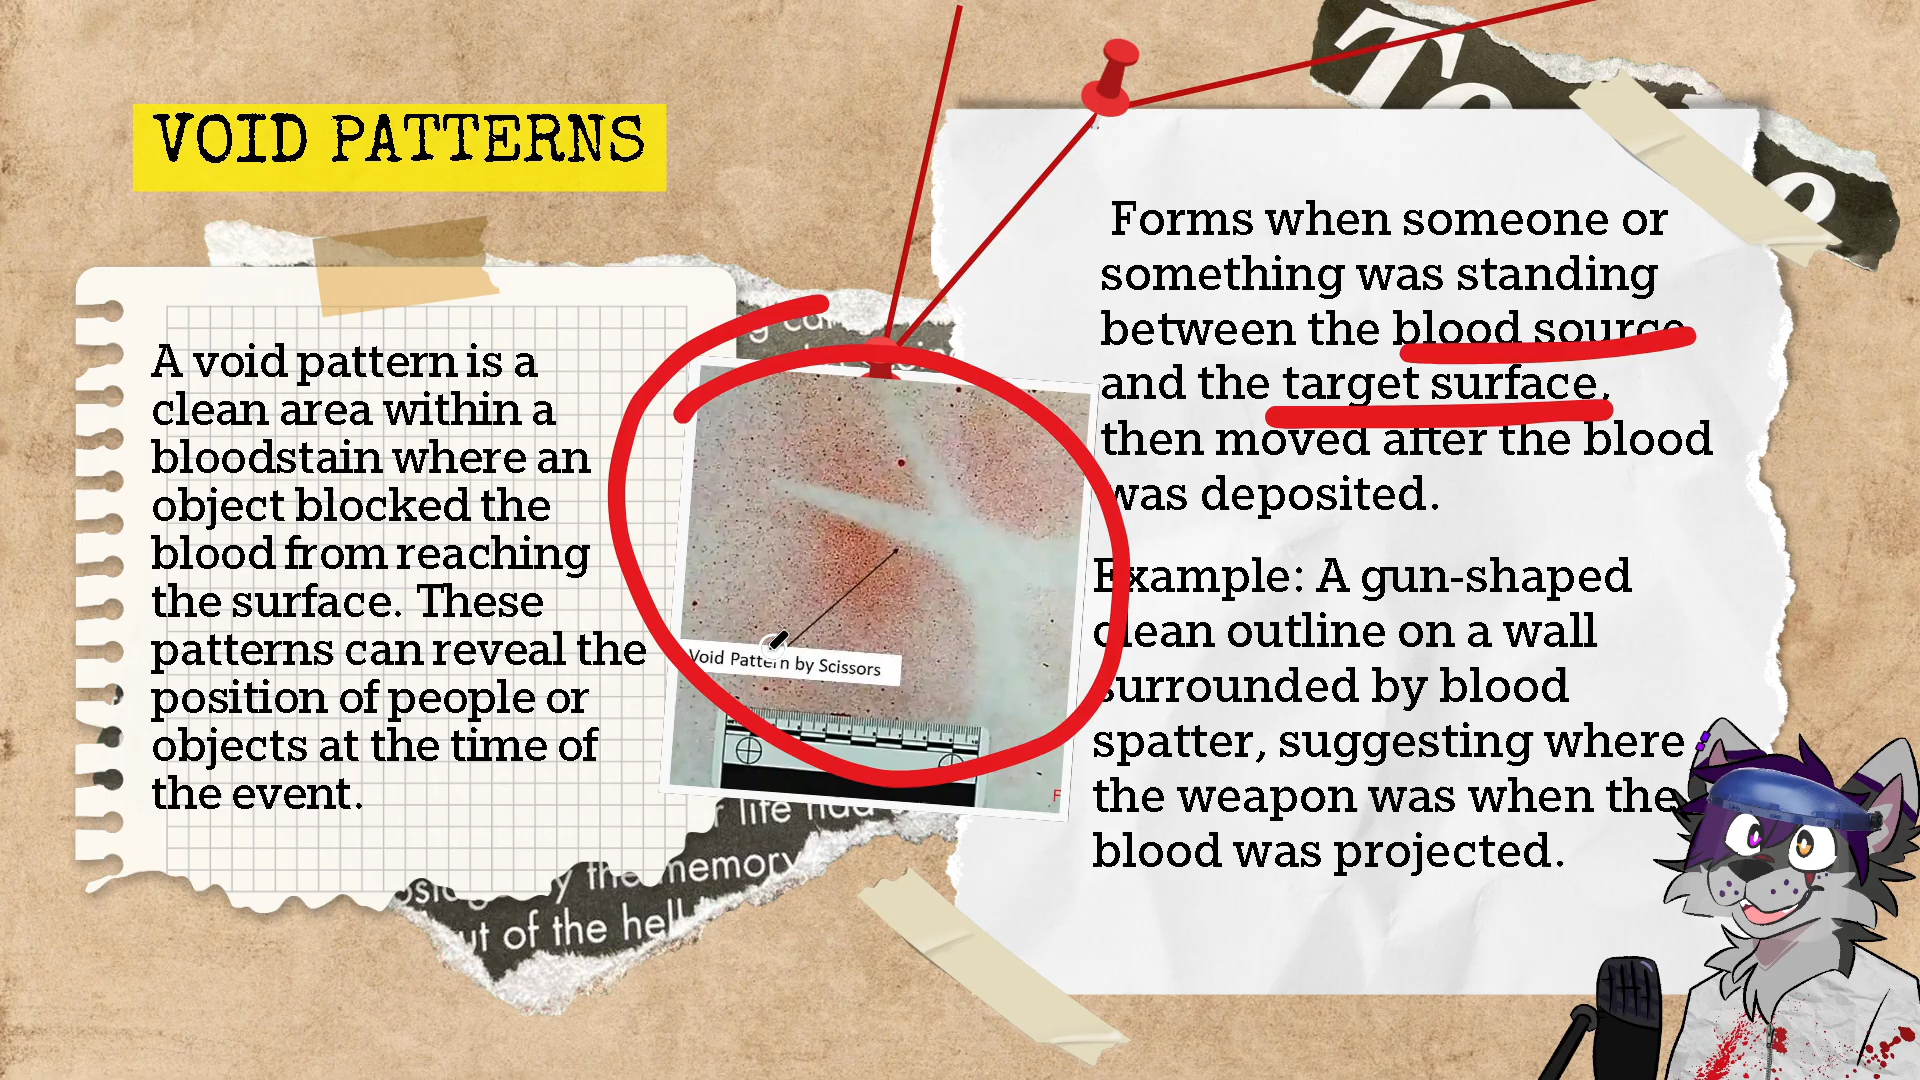 VOID PATTERNS
A void pattern is a
clean area within a
bloodstain where an
object blocked the
blood from reaching
the surface. These
patterns can reveal the
position of people or
objects at the time of
the event.
Forms when someone or
something was standing
between the blood source
and the target surface,
then moved after the blood
was deposited.
Example: A gun-shaped
clean outline on a wall
surrounded by blood
spatter, suggesting where
the weapon was when the
blood was projected.
Void Pattern by Scissors
F
life had
the memory
out of the hell